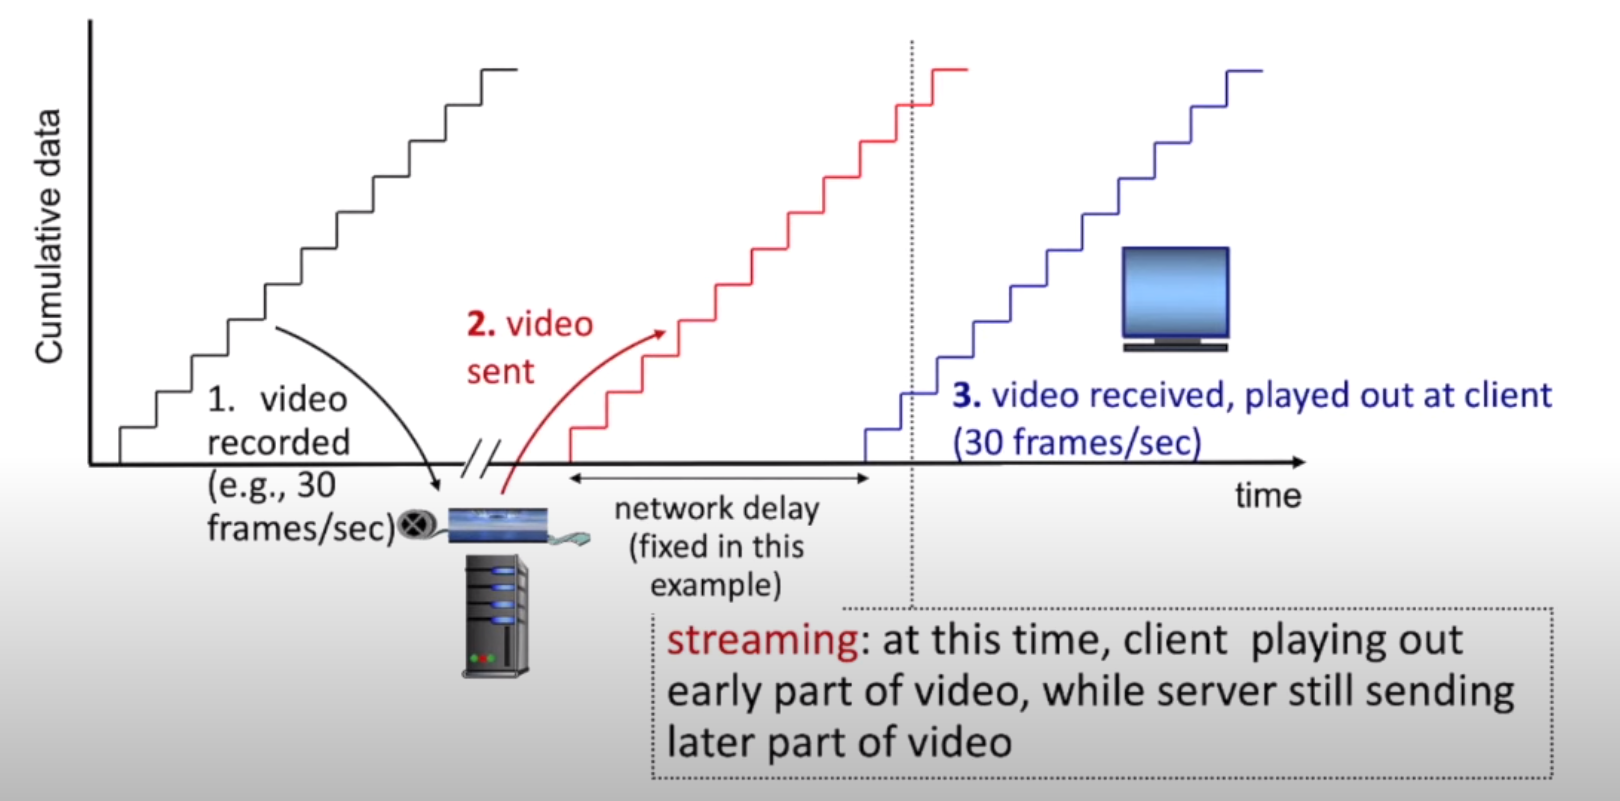 Cumulative data
1. video
recorded
(e.g., 30
frames/sec)
2. video
sent
3. video received, played out at client
(30 frames/sec)
time
network delay
(fixed in this
example)
streaming: at this time, client playing out
early part of video, while server still sending
later part of video